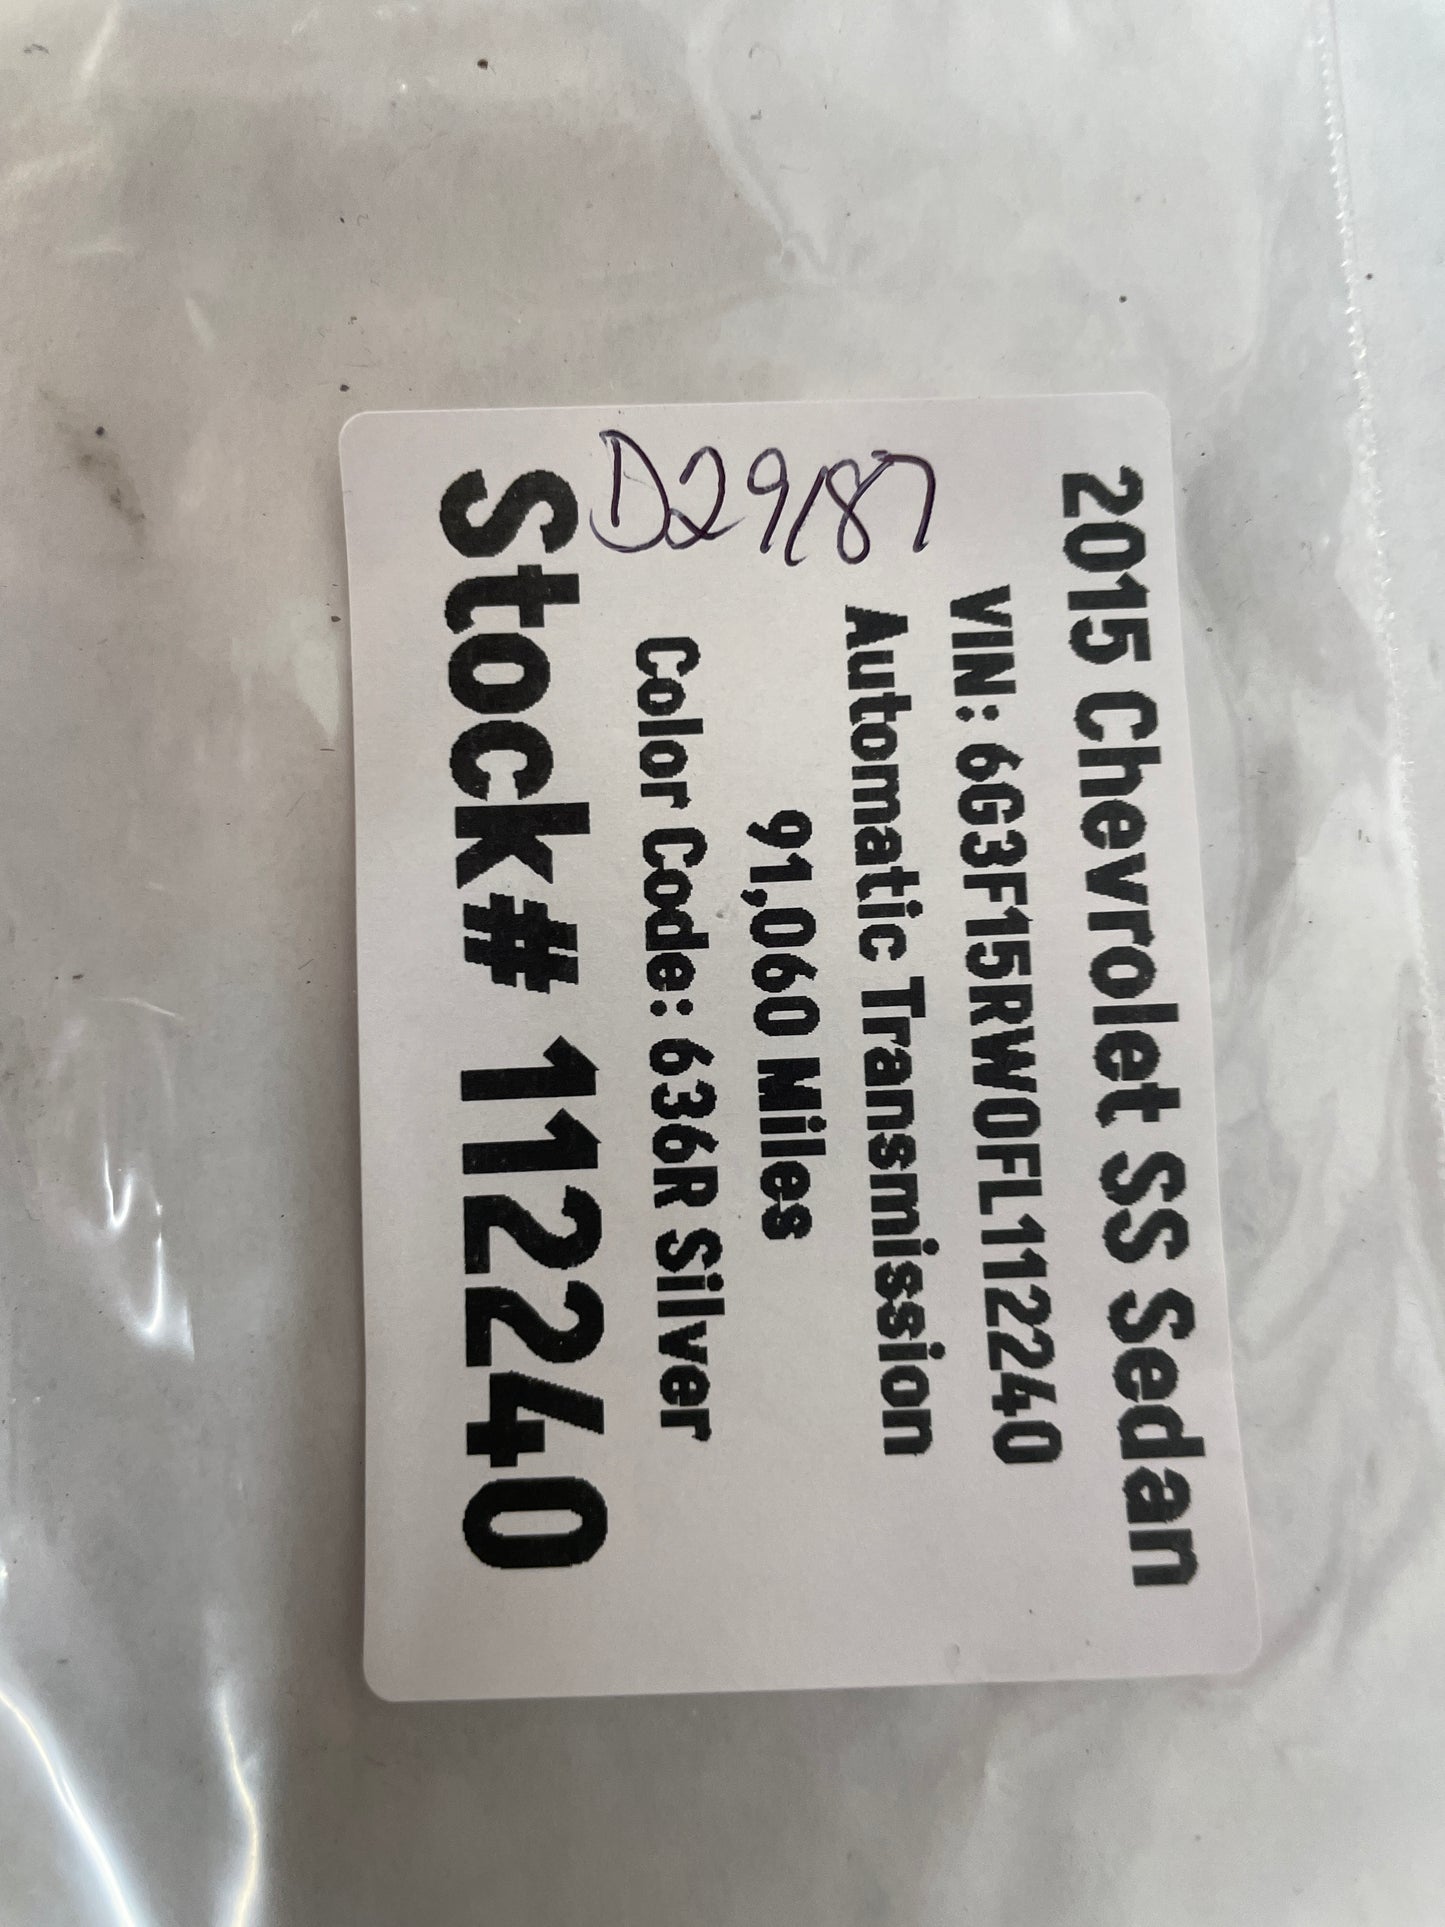 2015 Chevrolet SS Sedan
VIN: 6G3F15RW0FL112240
Automatic Transmission
91,060 Miles
Color Code: 636R Silver
Stock# 112240
D29187